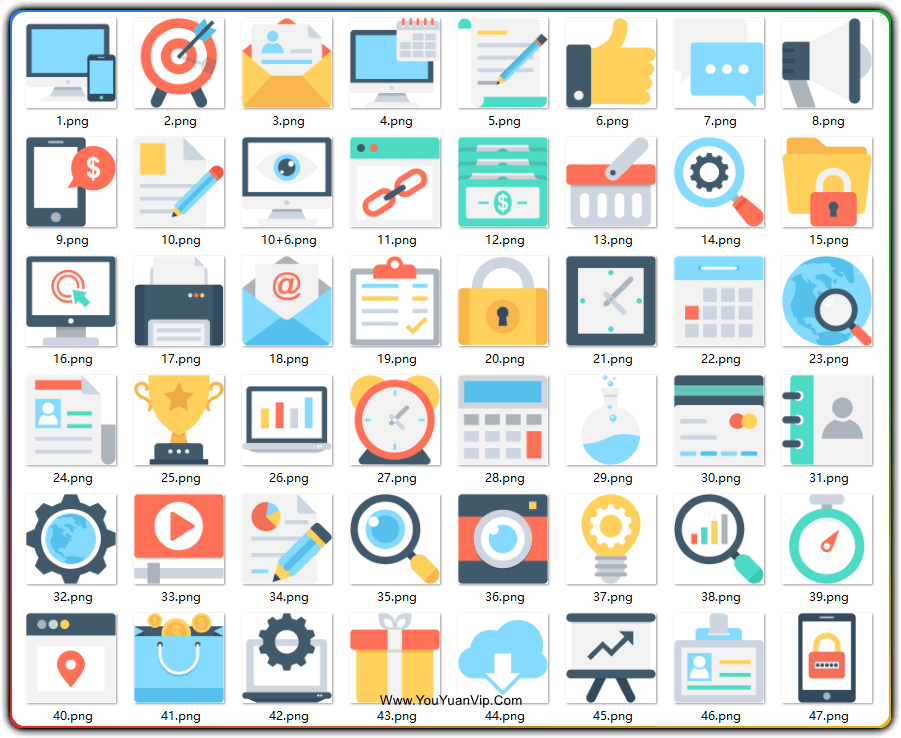 1.png 2.png 3.png 4.png 5.png 6.png 7.png 8.png
$
9.png 10.png 10+6.png 11.png 12.png 13.png 14.png 15.png
$
@
16.png 17.png 18.png 19.png 20.png 21.png 22.png 23.png
24.png 25.png 26.png 27.png 28.png 29.png 30.png 31.png
32.png 33.png 34.png 35.png 36.png 37.png 38.png 39.png
$
www.YouYuanVip.Com
40.png 41.png 42.png 43.png 44.png 45.png 46.png 47.png